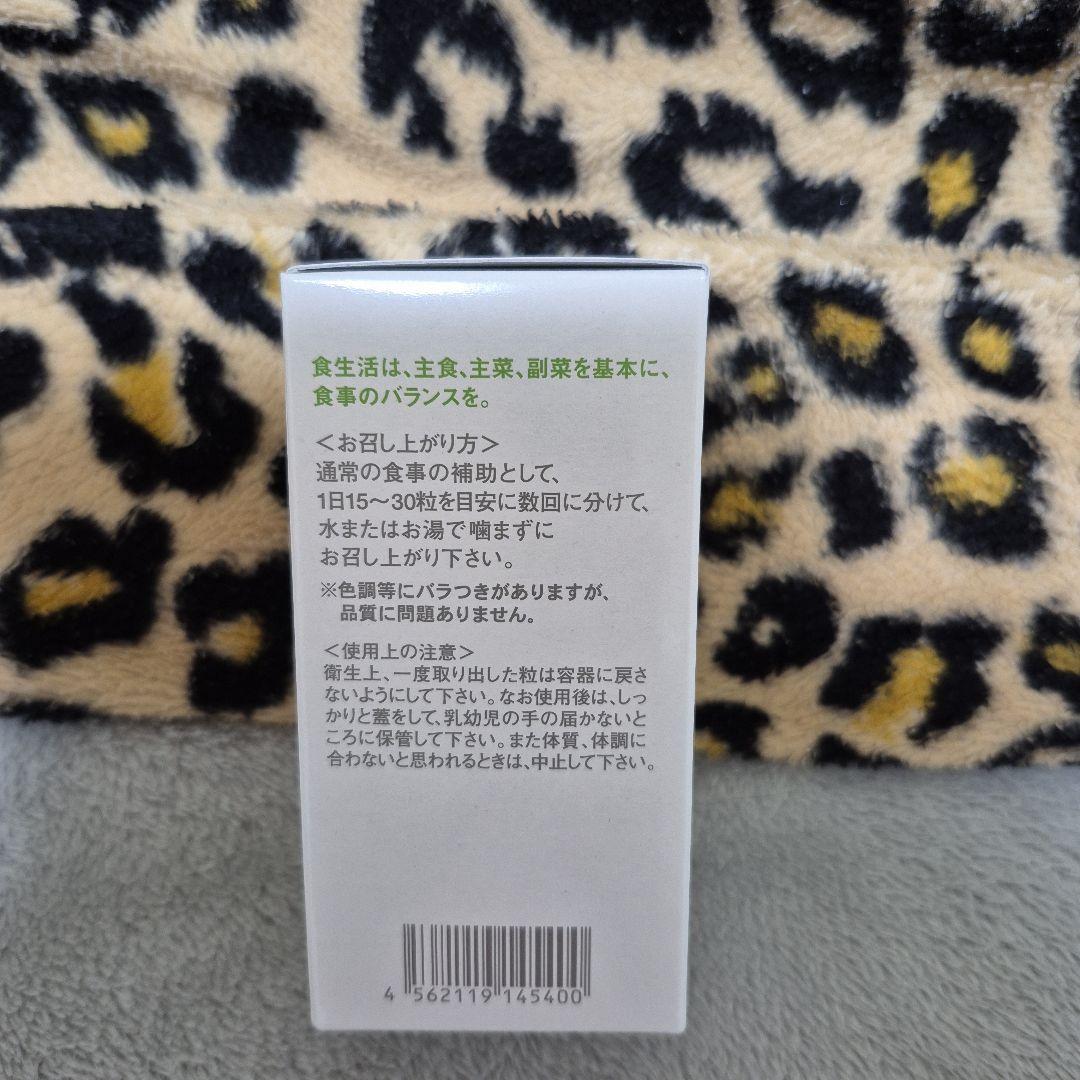 食生活は、主食、主菜、副菜を基本に、
食事のバランスを。
＜お召し上がり方＞
通常の食事の補助として、
1日15〜30粒を目安に数回に分けて、
水またはお湯で噛まずに
お召し上がり下さい。
※色調等にバラつきがありますが、
品質に問題ありません。
＜使用上の注意＞
衛生上、一度取り出した粒は容器に戻さ
ないようにして下さい。なお使用後は、しっ
かりと蓋をして、乳幼児の手の届かないと
ころに保管して下さい。また体質、体調に
合わないと思われるときは、中止して下さい。
4 562119 145400